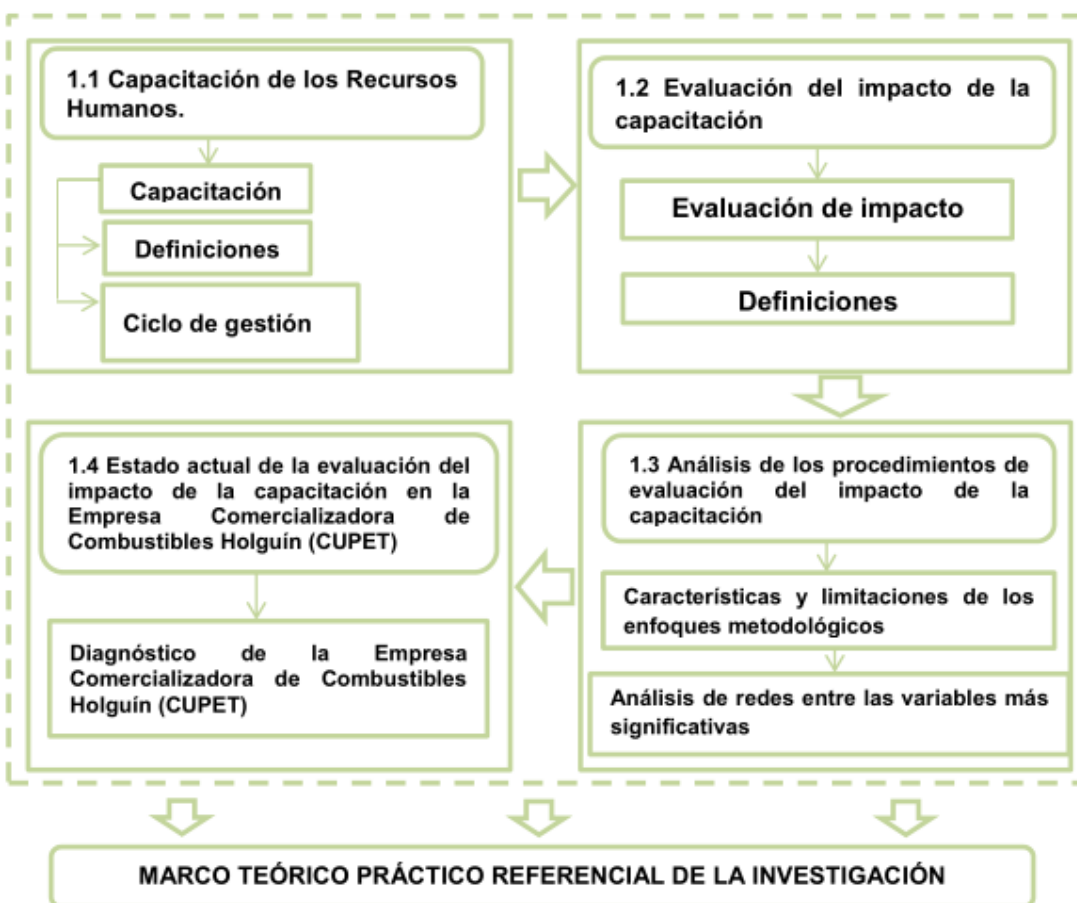 1.1 Capacitación de los Recursos
Humanos.
Capacitación
Definiciones
Ciclo de gestión
1.2 Evaluación del impacto de la
capacitación
Evaluación de impacto
Definiciones
1.3 Análisis de los procedimientos de
evaluación del impacto de la
capacitación
Características y limitaciones de los
enfoques metodológicos
Análisis de redes entre las variables más
significativas
1.4 Estado actual de la evaluación del
impacto de la capacitación en la
Empresa Comercializadora de
Combustibles Holguín (CUPET)
Diagnóstico de la Empresa
Comercializadora de Combustibles
Holguín (CUPET)
MARCO TEÓRICO PRÁCTICO REFERENCIAL DE LA INVESTIGACIÓN